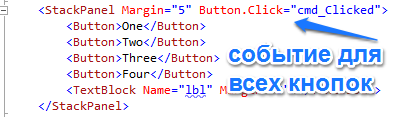 <StackPanel Margin="5" Button.Click="cmd_Clicked">
<Button>One</Button>
<Button>Two</Button>
<Button>Three</Button>
<Button>Four</Button>
<TextBlock Name="lbl"
</StackPanel>
событие для
всех кнопок